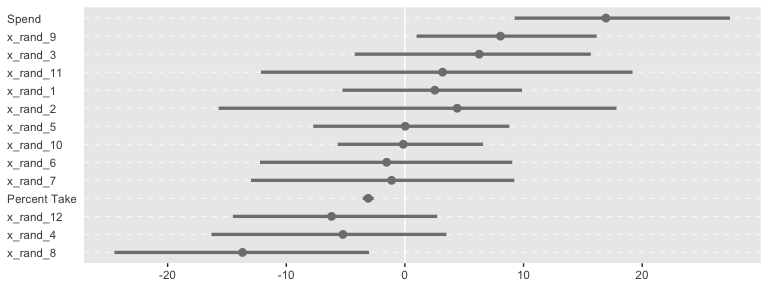 Spend
x_rand_9
x_rand_3
x_rand_11
x_rand_1
x_rand_2
x_rand_5
x_rand_10
x_rand_6
x_rand_7
Percent Take
x_rand_12
x_rand_4
x_rand_8
-20 -10 0 10 20